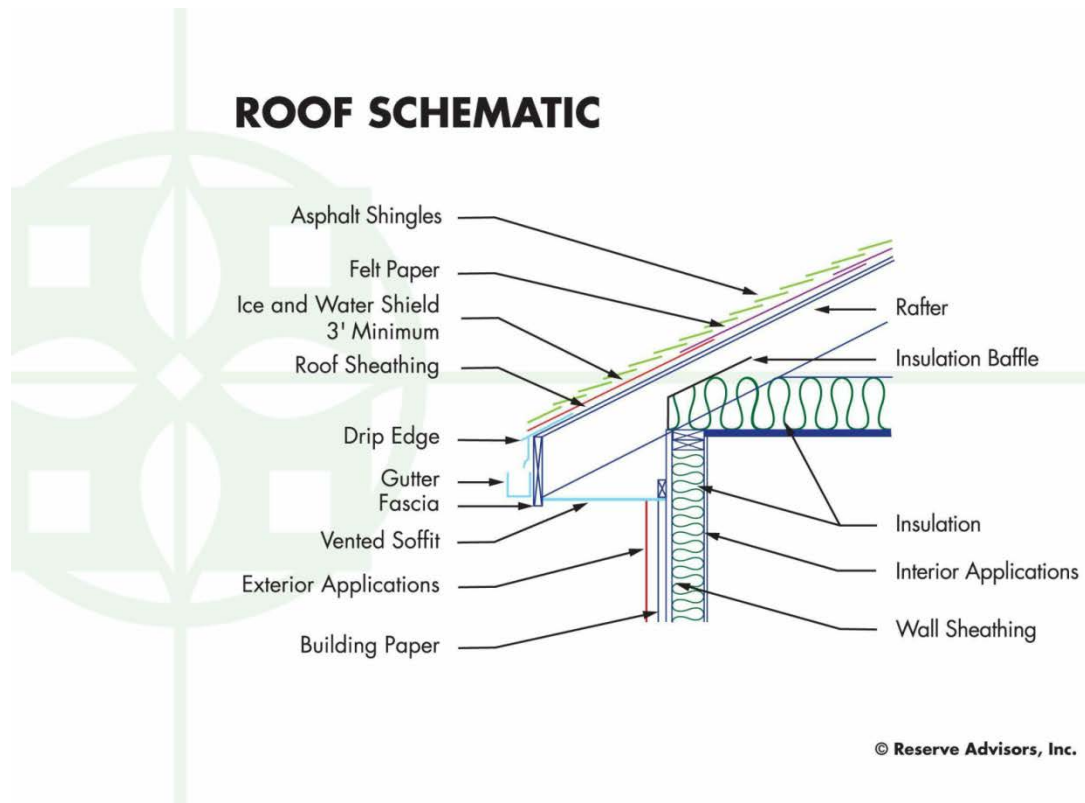 ROOF SCHEMATIC
Asphalt Shingles
Felt Paper
Ice and Water Shield
3' Minimum
Roof Sheathing
Drip Edge
Gutter
Fascia
Vented Soffit
Exterior Applications
Building Paper
Rafter
Insulation Baffle
Insulation
Interior Applications
Wall Sheathing
© Reserve Advisors, Inc.